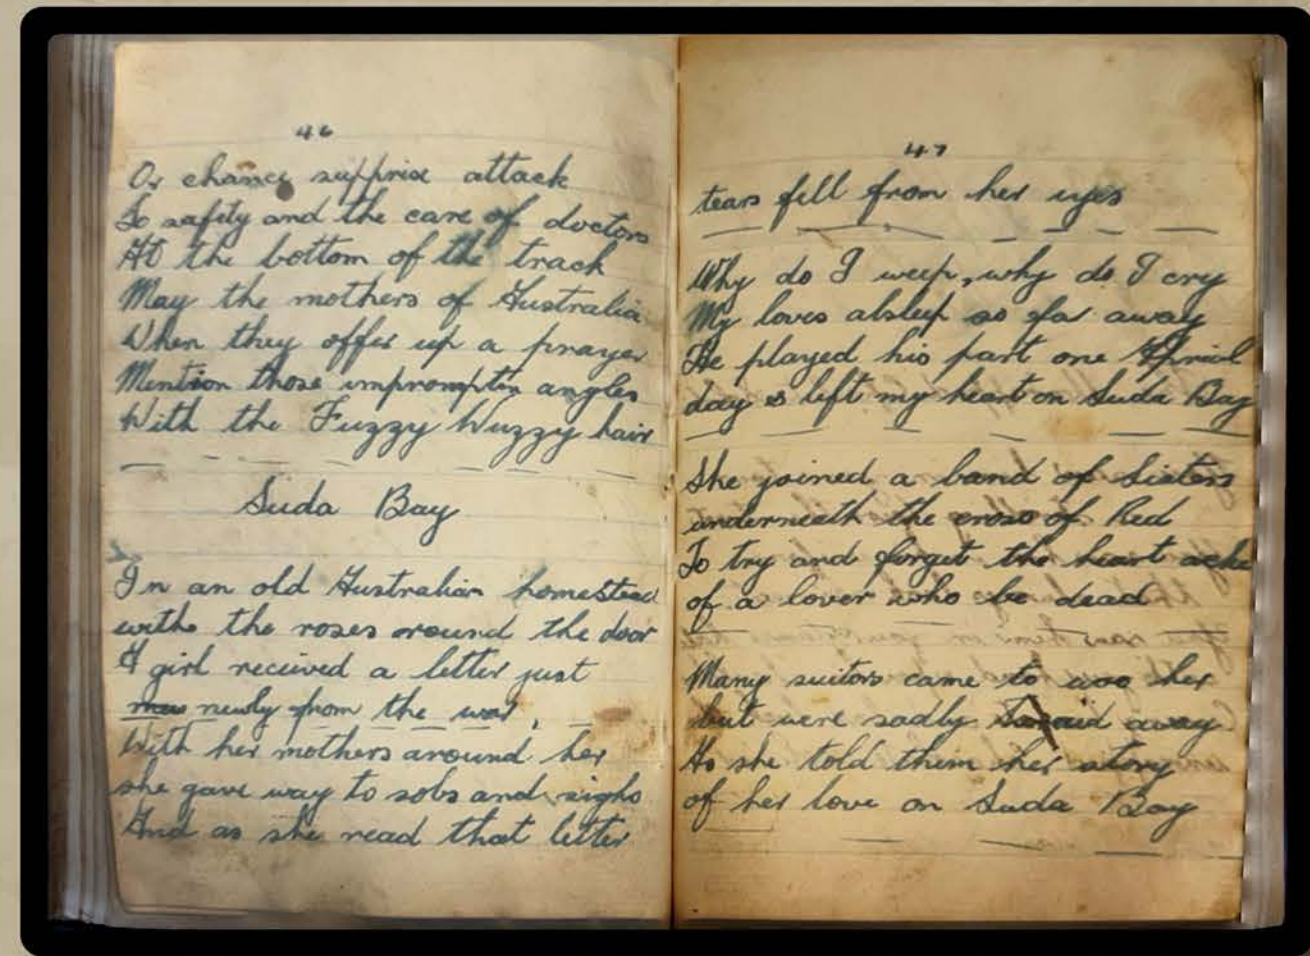 46
Or chance supprise attack
To safety and the care of doctors
At the bottom of the track
May the mothers of Australia
When they offer up a prayer
Mention those impromptin angles
With the Fuzzy Wuzzy hair
Suda Bay
In an old Australian homestead
withe the roses around the door
A girl received a letter just
newly from the war,
With her mothers around her
she gave way to sobs and sighs
And as she read that letter
47
tears fell from her eyes
Why do I weep, why do I cry
My loves alsleep so far away
He played his part one April
day & left my heart on Suda Bay
She joined a band of Sisters
underneath the cross of Red
To try and forget the heart ache
of a lover who be dead
Many suitors came to woo her
but were sadly away
As she told them her story
of her love on Suda Bay